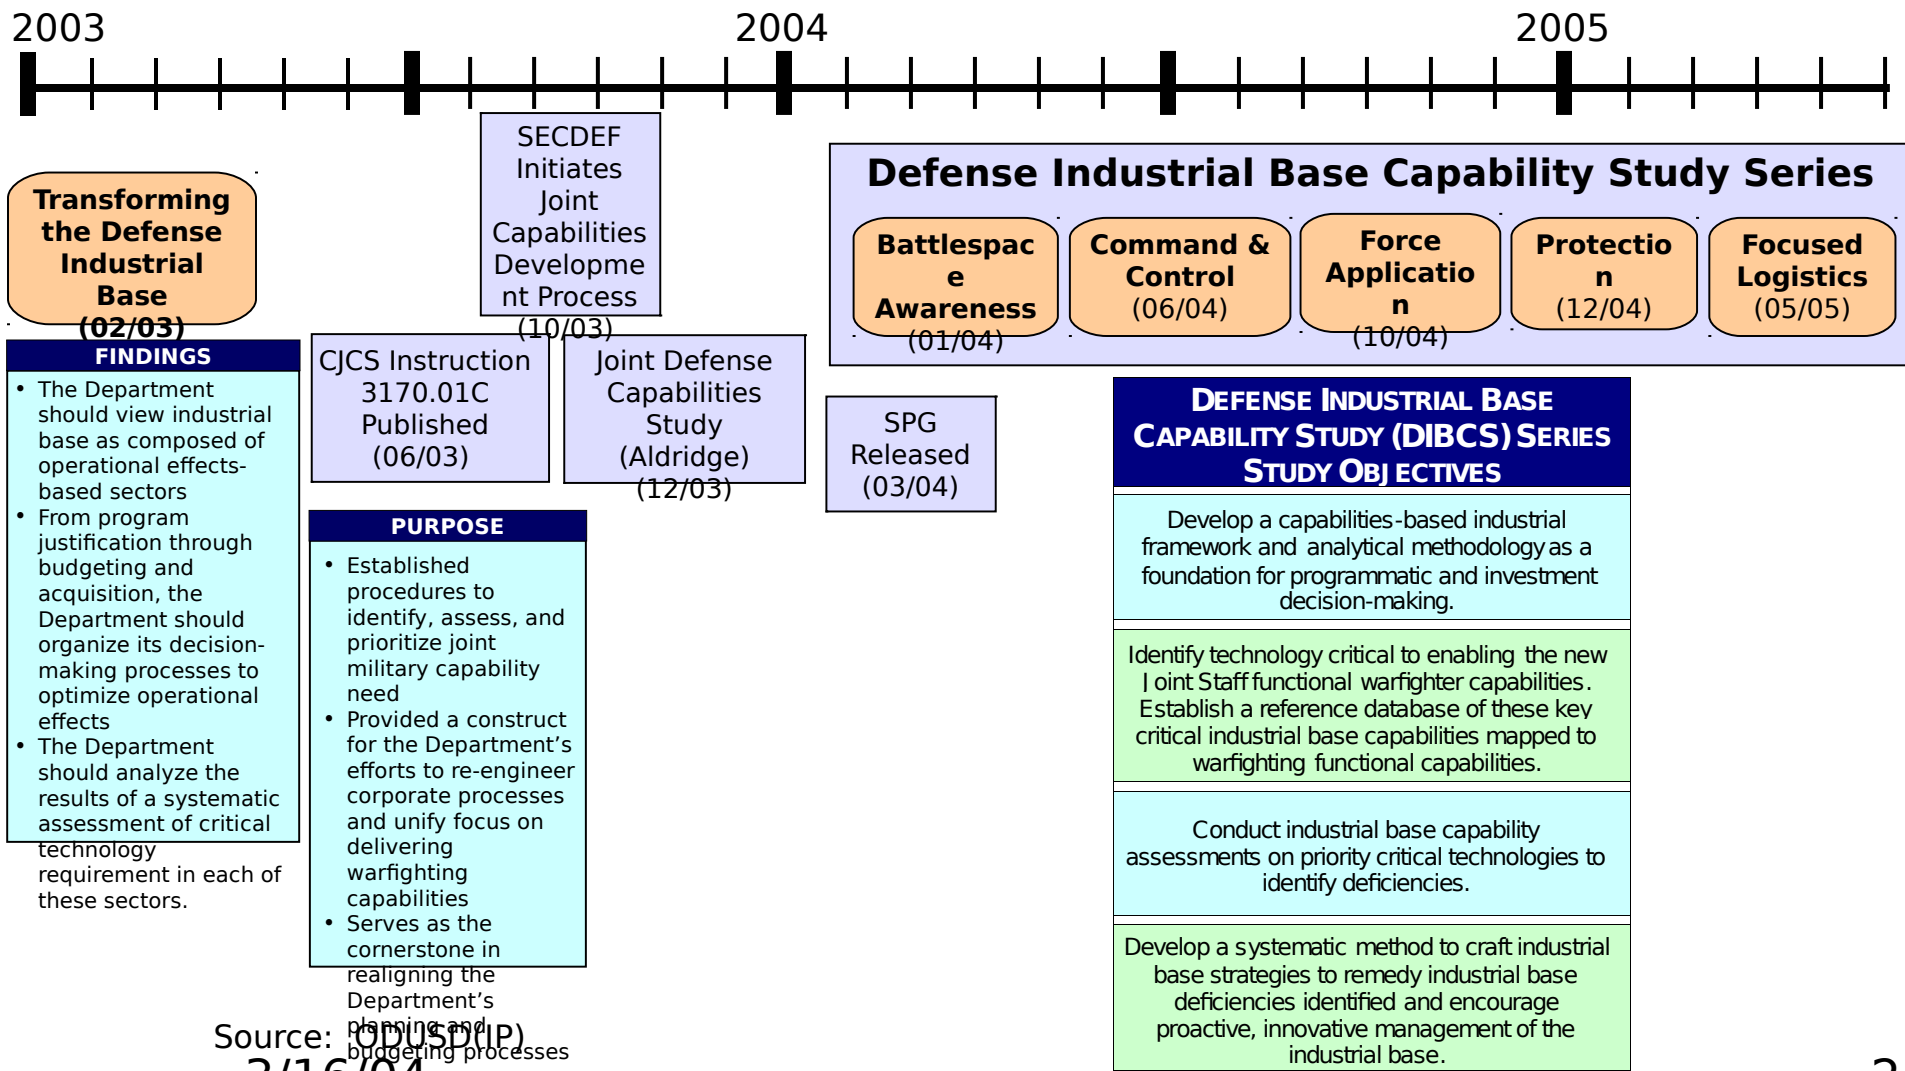 2003
2004
2005
SECDEF
Initiates
Joint
Capabilities
Developme
nt Process
(10/03)
Defense Industrial Base Capability Study Series
Transforming
the Defense
Industrial
Base
(02/03)
Battlespac
e
Awareness
(01/04)
Command &
Control
(06/04)
Force
Applicatio
n
(10/04)
Protectio
n
(12/04)
Focused
Logistics
(05/05)
FINDINGS
• The Department
should view industrial
base as composed of
operational effects-
based sectors
• From program
justification through
budgeting and
acquisition, the
Department should
organize its decision-
making processes to
optimize operational
effects
• The Department
should analyze the
results of a systematic
assessment of critical
technology
requirement in each of
these sectors.
CJCS Instruction
3170.01C
Published
(06/03)
Joint Defense
Capabilities
Study
(Aldridge)
(12/03)
SPG
Released
(03/04)
PURPOSE
• Established
procedures to
identify, assess, and
prioritize joint
military capability
need
• Provided a construct
for the Department’s
efforts to re-engineer
corporate processes
and unify focus on
delivering
warfighting
capabilities
• Serves as the
cornerstone in
realigning the
Department’s
planning and
budgeting processes
DEFENSE INDUSTRIAL BASE
CAPABILITY STUDY (DIBCS) SERIES
STUDY OBJECTIVES
Develop a capabilities-based industrial
framework and analytical methodology as a
foundation for programmatic and investment
decision-making.
Identify technology critical to enabling the new
Joint Staff functional warfighter capabilities.
Establish a reference database of these key
critical industrial base capabilities mapped to
warfighting functional capabilities.
Conduct industrial base capability
assessments on priority critical technologies to
identify deficiencies.
Develop a systematic method to craft industrial
base strategies to remedy industrial base
deficiencies identified and encourage
proactive, innovative management of the
industrial base.
Source: ODUSD(IP)